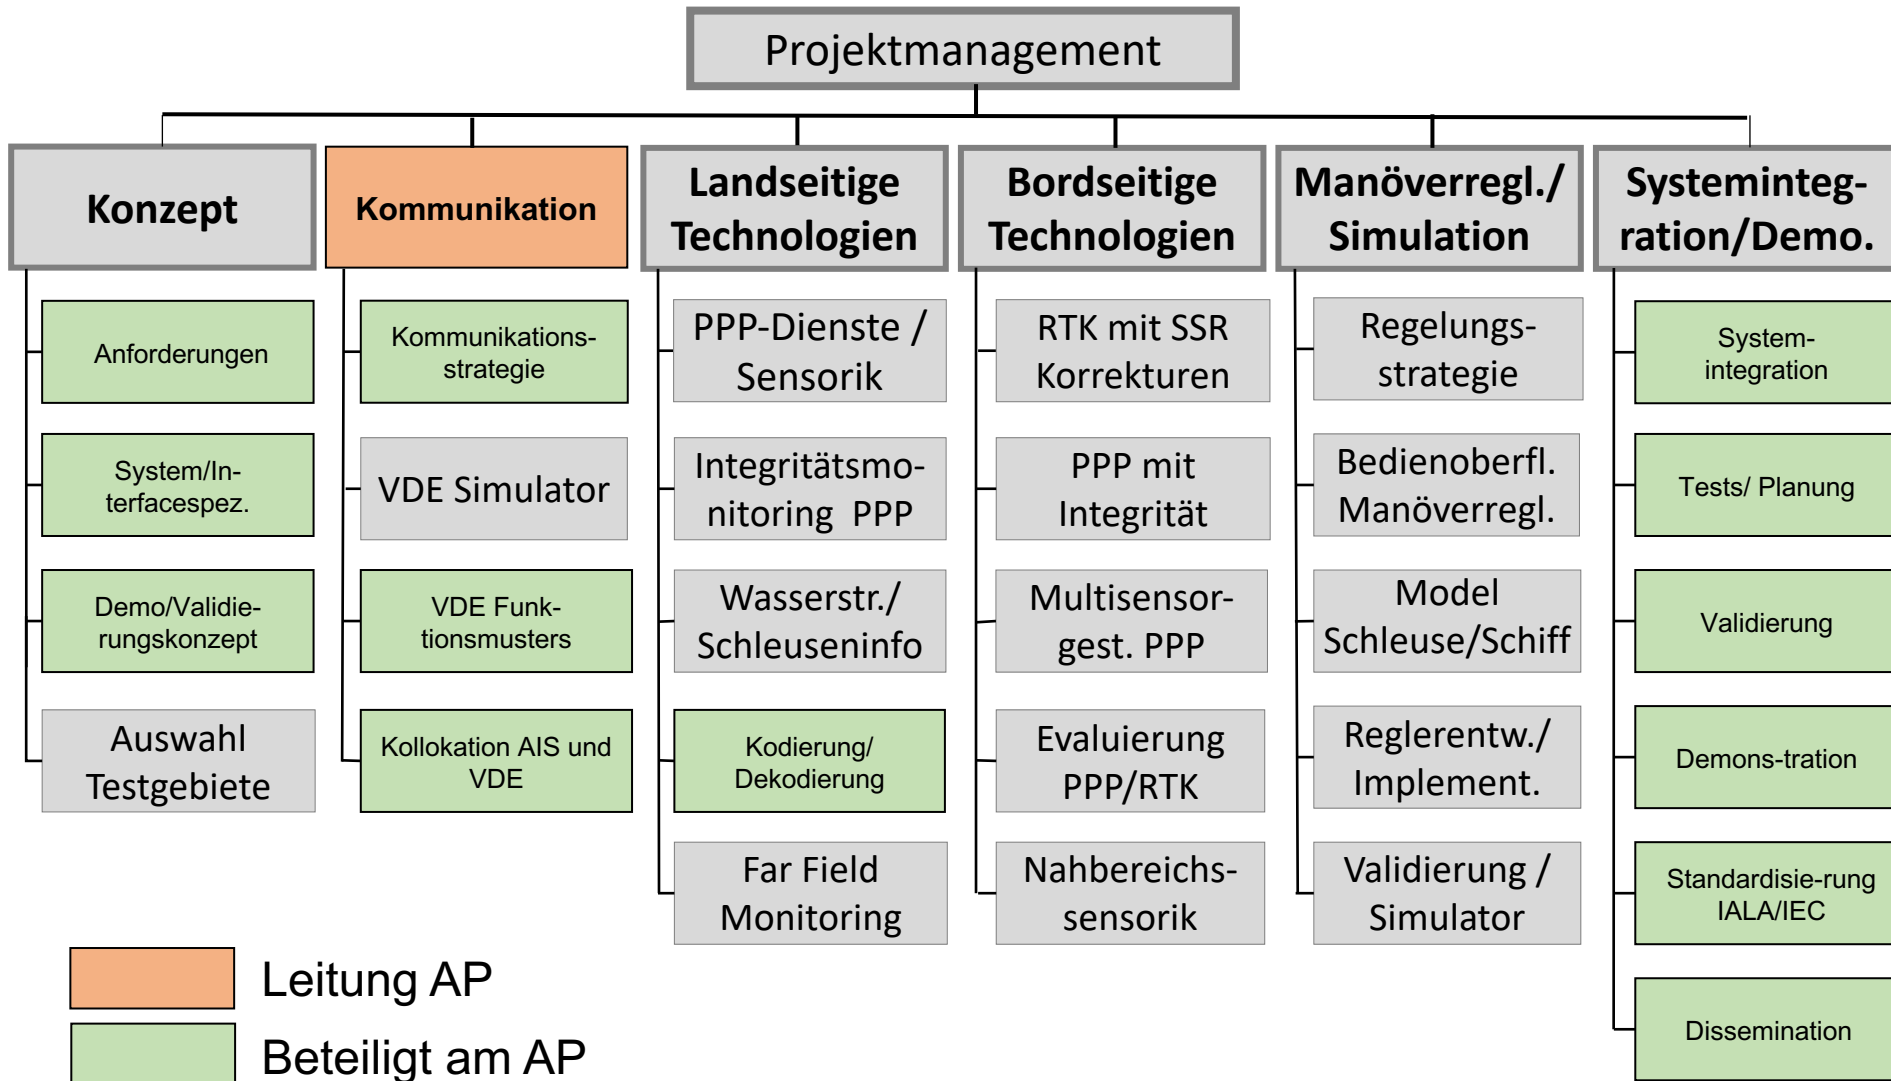 Projektmanagement
Konzept
Anforderungen
System/In-
terfacespez.
Demo/Validie-
rungskonzept
Auswahl
Testgebiete
Kommunikation
Kommunikations-
strategie
VDE Simulator
VDE Funk-
tionsmusters
Kollokation AIS und
VDE
Landseitige
Technologien
PPP-Dienste /
Sensorik
Integritätsmo-
nitoring PPP
Wasserstr./
Schleuseninfo
Kodierung/
Dekodierung
Far Field
Monitoring
Bordseitige
Technologien
RTK mit SSR
Korrekturen
PPP mit
Integrität
Multisensor-
gest. PPP
Evaluierung
PPP/RTK
Nahbereichs-
sensorik
Manöverregl./
Simulation
Regelungs-
strategie
Bedienoberfl.
Manöverregl.
Model
Schleuse/Schiff
Reglerentw./
Implement.
Validierung /
Simulator
Systeminteg-
ration/Demo.
System-
integration
Tests/ Planung
Validierung
Demons-tration
Standardisie-rung
IALA/IEC
Dissemination
Leitung AP
Beteiligt am AP